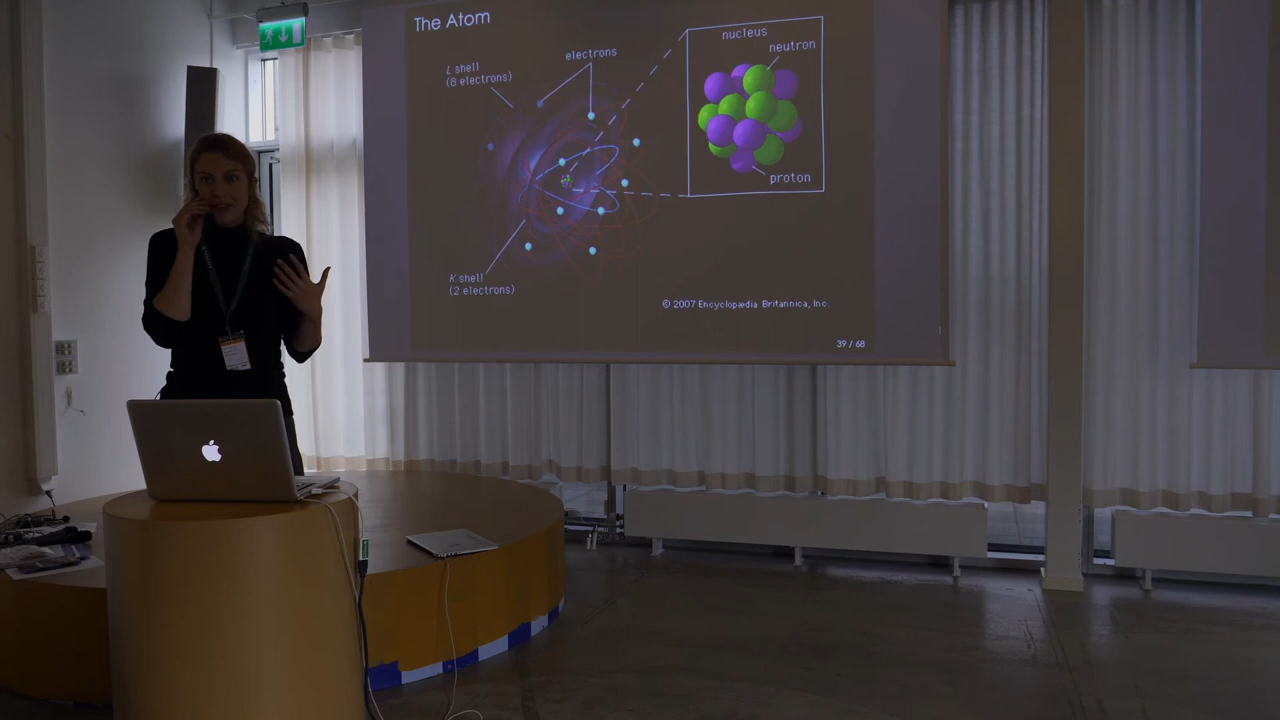 The Atom
L shell
(8 electrons)
electrons
nucleus
neutron
proton
K shell
(2 electrons)
© 2007 Encyclopædia Britannica, Inc.
39 / 68